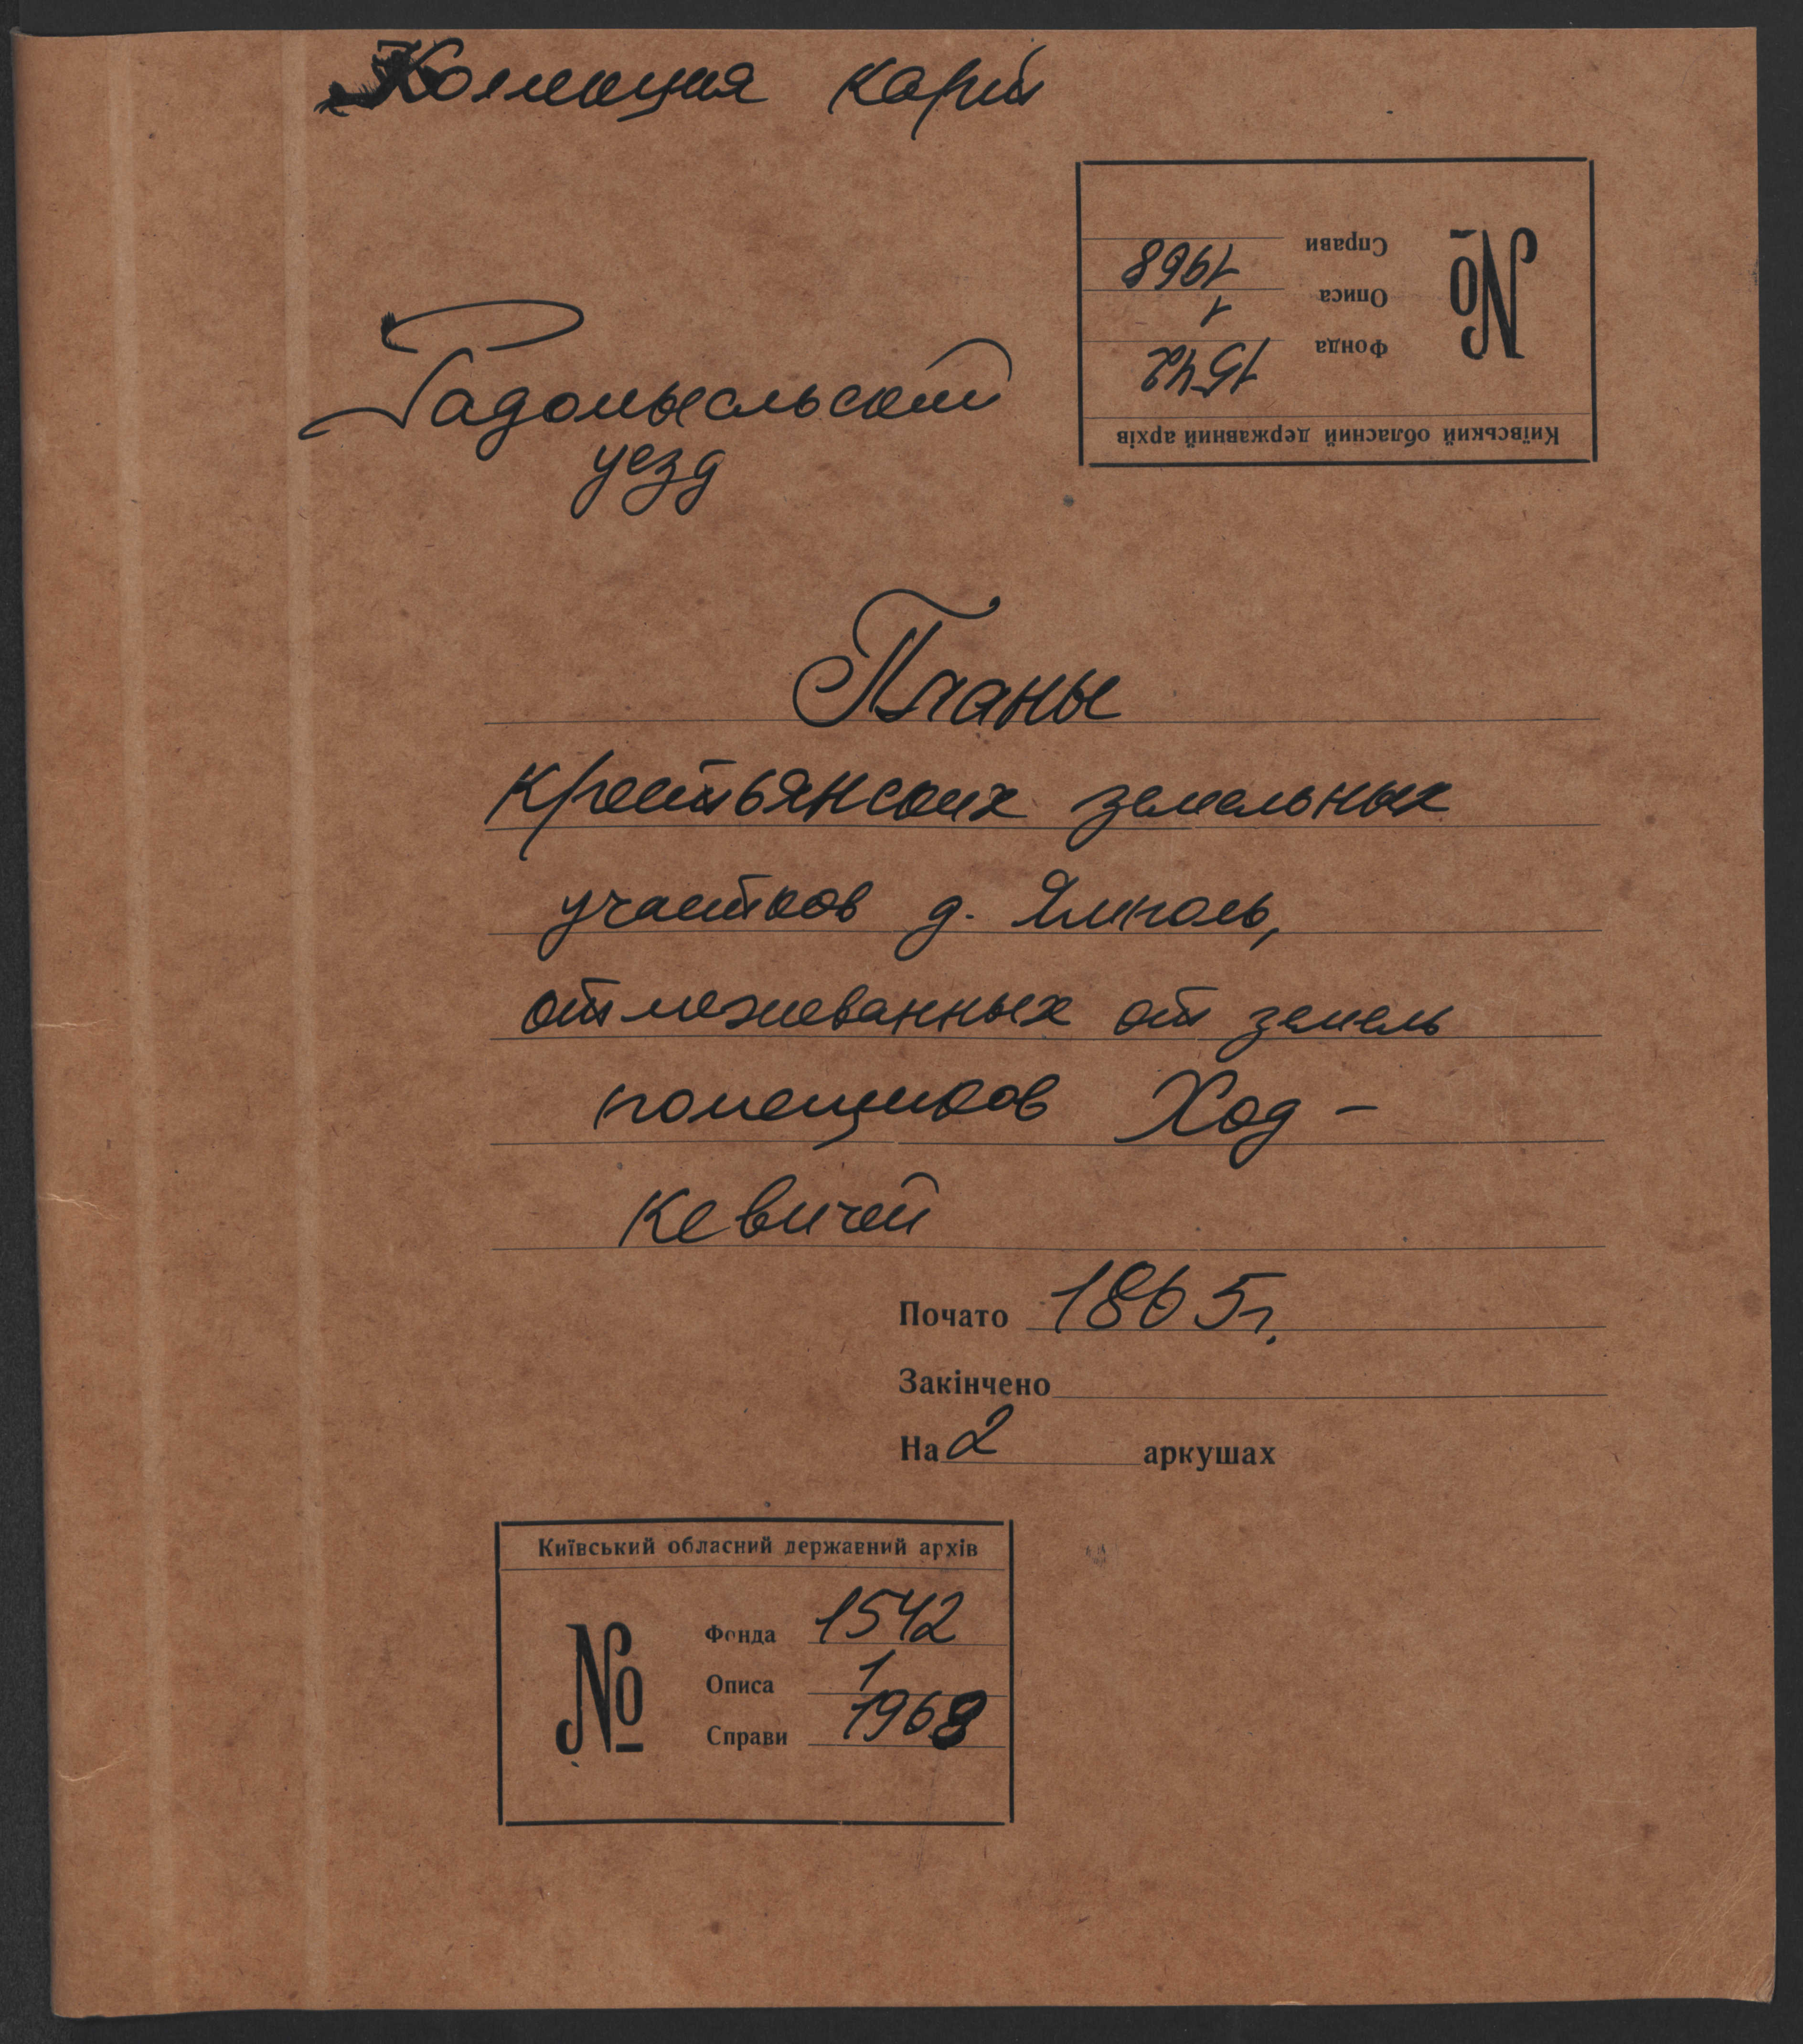 Коллекция карт
Справи 1968
Описа 1
Фонда 1542
№
Київський обласний державний архів
Радомысльский
уезд
Планы
крестьянских земельных
участков д. Ямполь,
отмежеванных от земель
помещиков Ход-
кевичей
Почато 1865г.
Закінчено
На 2 аркушах
Київський обласний державний архів
№
Фонда 1542
Описа 1
Справи 1968